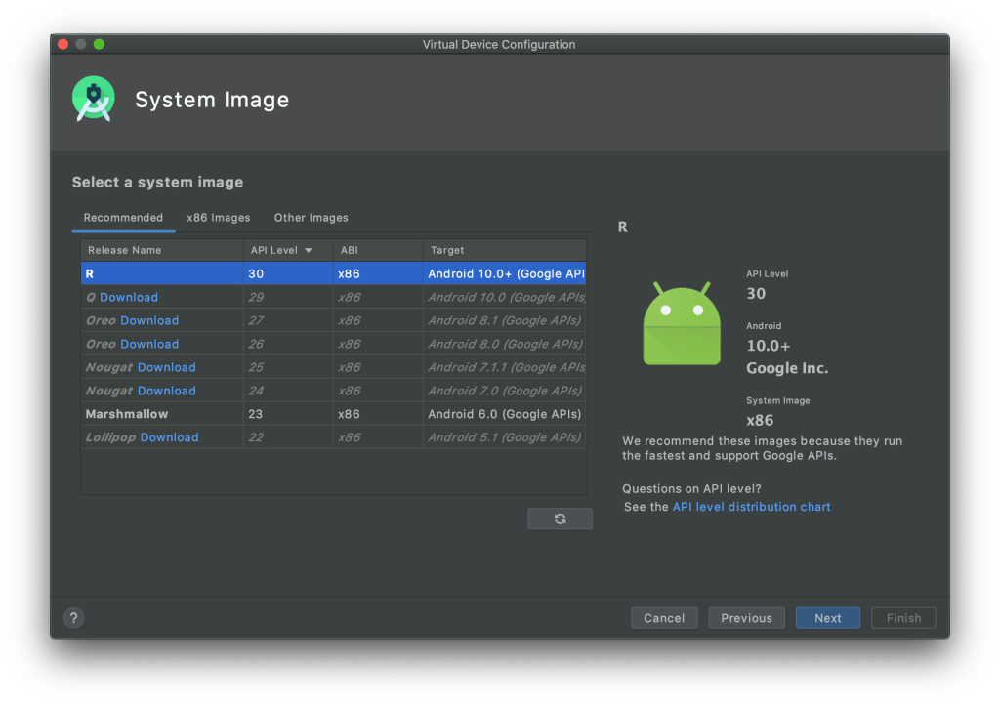 Virtual Device Configuration
System Image
Select a system image
Recommended x86 Images Other Images
Release Name API Level ABI Target
R 30 x86 Android 10.0+ (Google API
Q Download 29 x86 Android 10.0 (Google APIs
Oreo Download 27 x86 Android 8.1 (Google APIs)
Oreo Download 26 x86 Android 8.0 (Google APIs)
Nougat Download 25 x86 Android 7.1.1 (Google APIs
Nougat Download 24 x86 Android 7.0 (Google APIs)
Marshmallow 23 x86 Android 6.0 (Google APIs)
Lollipop Download 22 x86 Android 5.1 (Google APIs)
R
API Level
30
Android
10.0+
Google Inc.
System Image
x86
We recommend these images because they run
the fastest and support Google APIs.
Questions on API level?
See the API level distribution chart
? Cancel Previous Next Finish